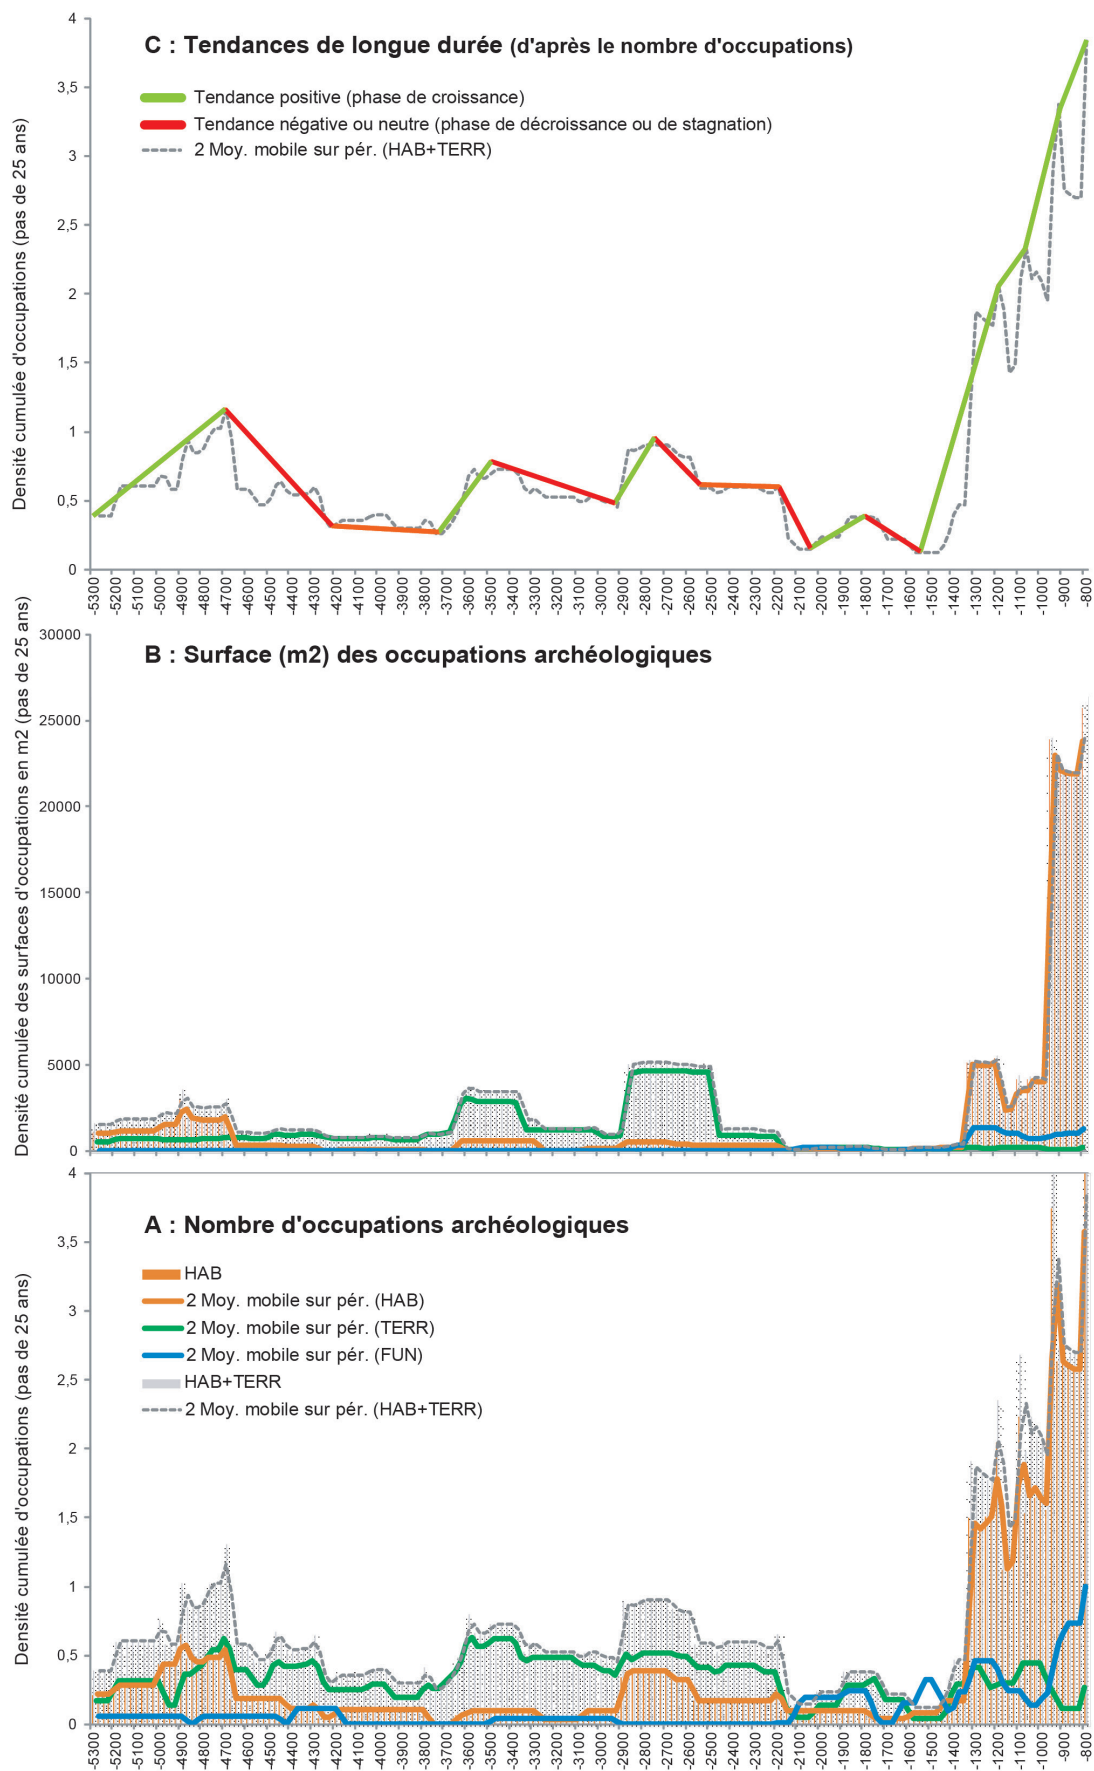 C : Tendances de longue durée (d'après le nombre d'occupations)
Tendance positive (phase de croissance)
Tendance négative ou neutre (phase de décroissance ou de stagnation)
2 Moy. mobile sur pér. (HAB+TERR)
Densité cumulée d'occupations (pas de 25 ans)
4
3,5
3
2,5
2
1,5
1
0,5
0
-5300 -5200 -5100 -5000 -4900 -4800 -4700 -4600 -4500 -4400 -4300 -4200 -4100 -4000 -3900 -3800 -3700 -3600 -3500 -3400 -3300 -3200 -3100 -3000 -2900 -2800 -2700 -2600 -2500 -2400 -2300 -2200 -2100 -2000 -1900 -1800 -1700 -1600 -1500 -1400 -1300 -1200 -1100 -1000 -900 -800
B : Surface (m2) des occupations archéologiques
Densité cumulée des surfaces d'occupations en m2 (pas de 25 ans)
30000
25000
20000
15000
10000
5000
0
A : Nombre d'occupations archéologiques
HAB
2 Moy. mobile sur pér. (HAB)
2 Moy. mobile sur pér. (TERR)
2 Moy. mobile sur pér. (FUN)
HAB+TERR
2 Moy. mobile sur pér. (HAB+TERR)
Densité cumulée d'occupations (pas de 25 ans)
4
3,5
3
2,5
2
1,5
1
0,5
0
-5300 -5200 -5100 -5000 -4900 -4800 -4700 -4600 -4500 -4400 -4300 -4200 -4100 -4000 -3900 -3800 -3700 -3600 -3500 -3400 -3300 -3200 -3100 -3000 -2900 -2800 -2700 -2600 -2500 -2400 -2300 -2200 -2100 -2000 -1900 -1800 -1700 -1600 -1500 -1400 -1300 -1200 -1100 -1000 -900 -800